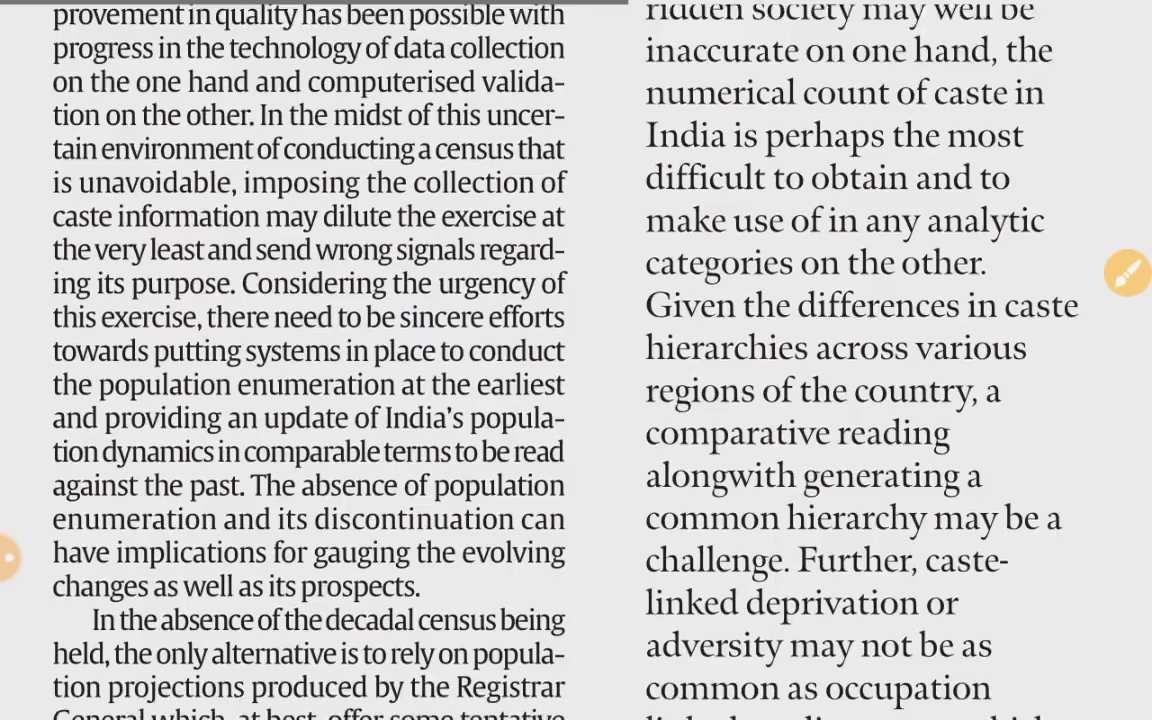 provement in quality has been possible with
progress in the technology of data collection
on the one hand and computerised valida-
tion on the other. In the midst of this uncer-
tain environment of conducting a census that
is unavoidable, imposing the collection of
caste information may dilute the exercise at
the very least and send wrong signals regard-
ing its purpose. Considering the urgency of
this exercise, there need to be sincere efforts
towards putting systems in place to conduct
the population enumeration at the earliest
and providing an update of India's popula-
tion dynamics in comparable terms to be read
against the past. The absence of population
enumeration and its discontinuation can
have implications for gauging the evolving
changes as well as its prospects.
In the absence of the decadal census being
held, the only alternative is to rely on popula-
tion projections produced by the Registrar
General which, at best, offer some tentative
ridden society may well be
inaccurate on one hand, the
numerical count of caste in
India is perhaps the most
difficult to obtain and to
make use of in any analytic
categories on the other.
Given the differences in caste
hierarchies across various
regions of the country, a
comparative reading
alongwith generating a
common hierarchy may be a
challenge. Further, caste-
linked deprivation or
adversity may not be as
common as occupation